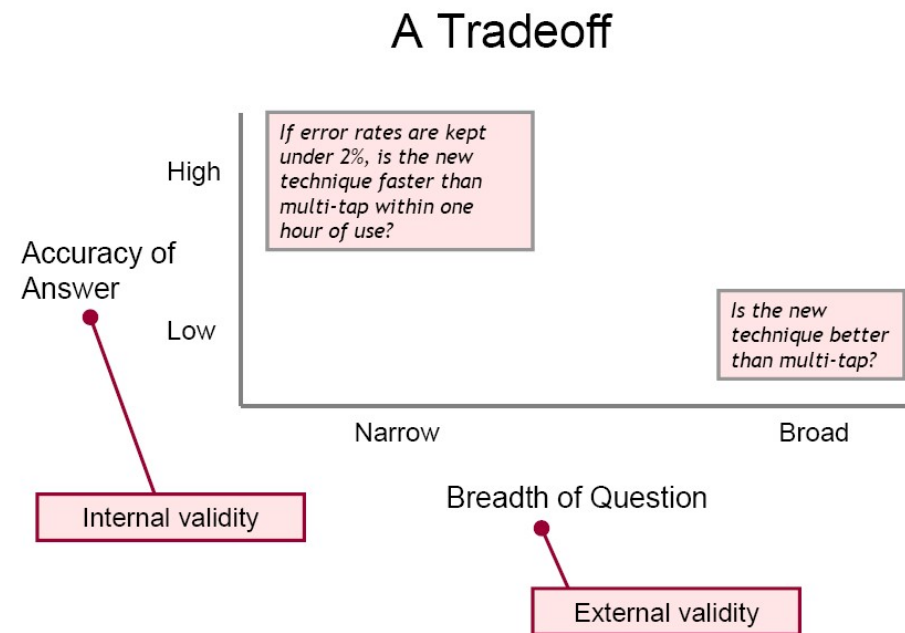 A Tradeoff
High
If error rates are kept
under 2%, is the new
technique faster than
multi-tap within one
hour of use?
Accuracy of
Answer
Low
Is the new
technique better
than multi-tap?
Narrow
Broad
Internal validity
Breadth of Question
External validity